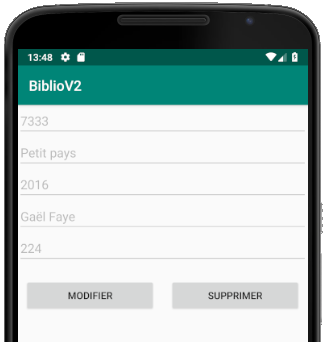 13:48
BiblioV2
7333
Petit pays
2016
Gaël Faye
224
MODIFIER SUPPRIMER